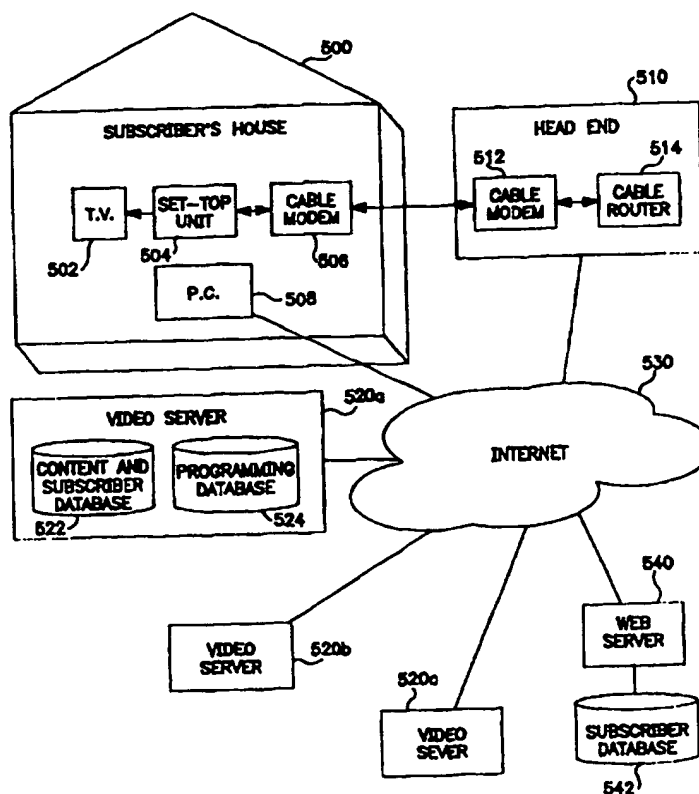 500
510
SUBSCRIBER'S HOUSE
HEAD END
512
514
T.V.
SET-TOP
UNIT
CABLE
MODEM
CABLE
MODEM
CABLE
ROUTER
502
504
506
P.C.
508
530
520a
VIDEO SERVER
INTERNET
CONTENT AND
SUBSCRIBER
DATABASE
PROGRAMMING
DATABASE
522
524
540
WEB
SERVER
VIDEO
SERVER
520b
520c
VIDEO
SEVER
SUBSCRIBER
DATABASE
542